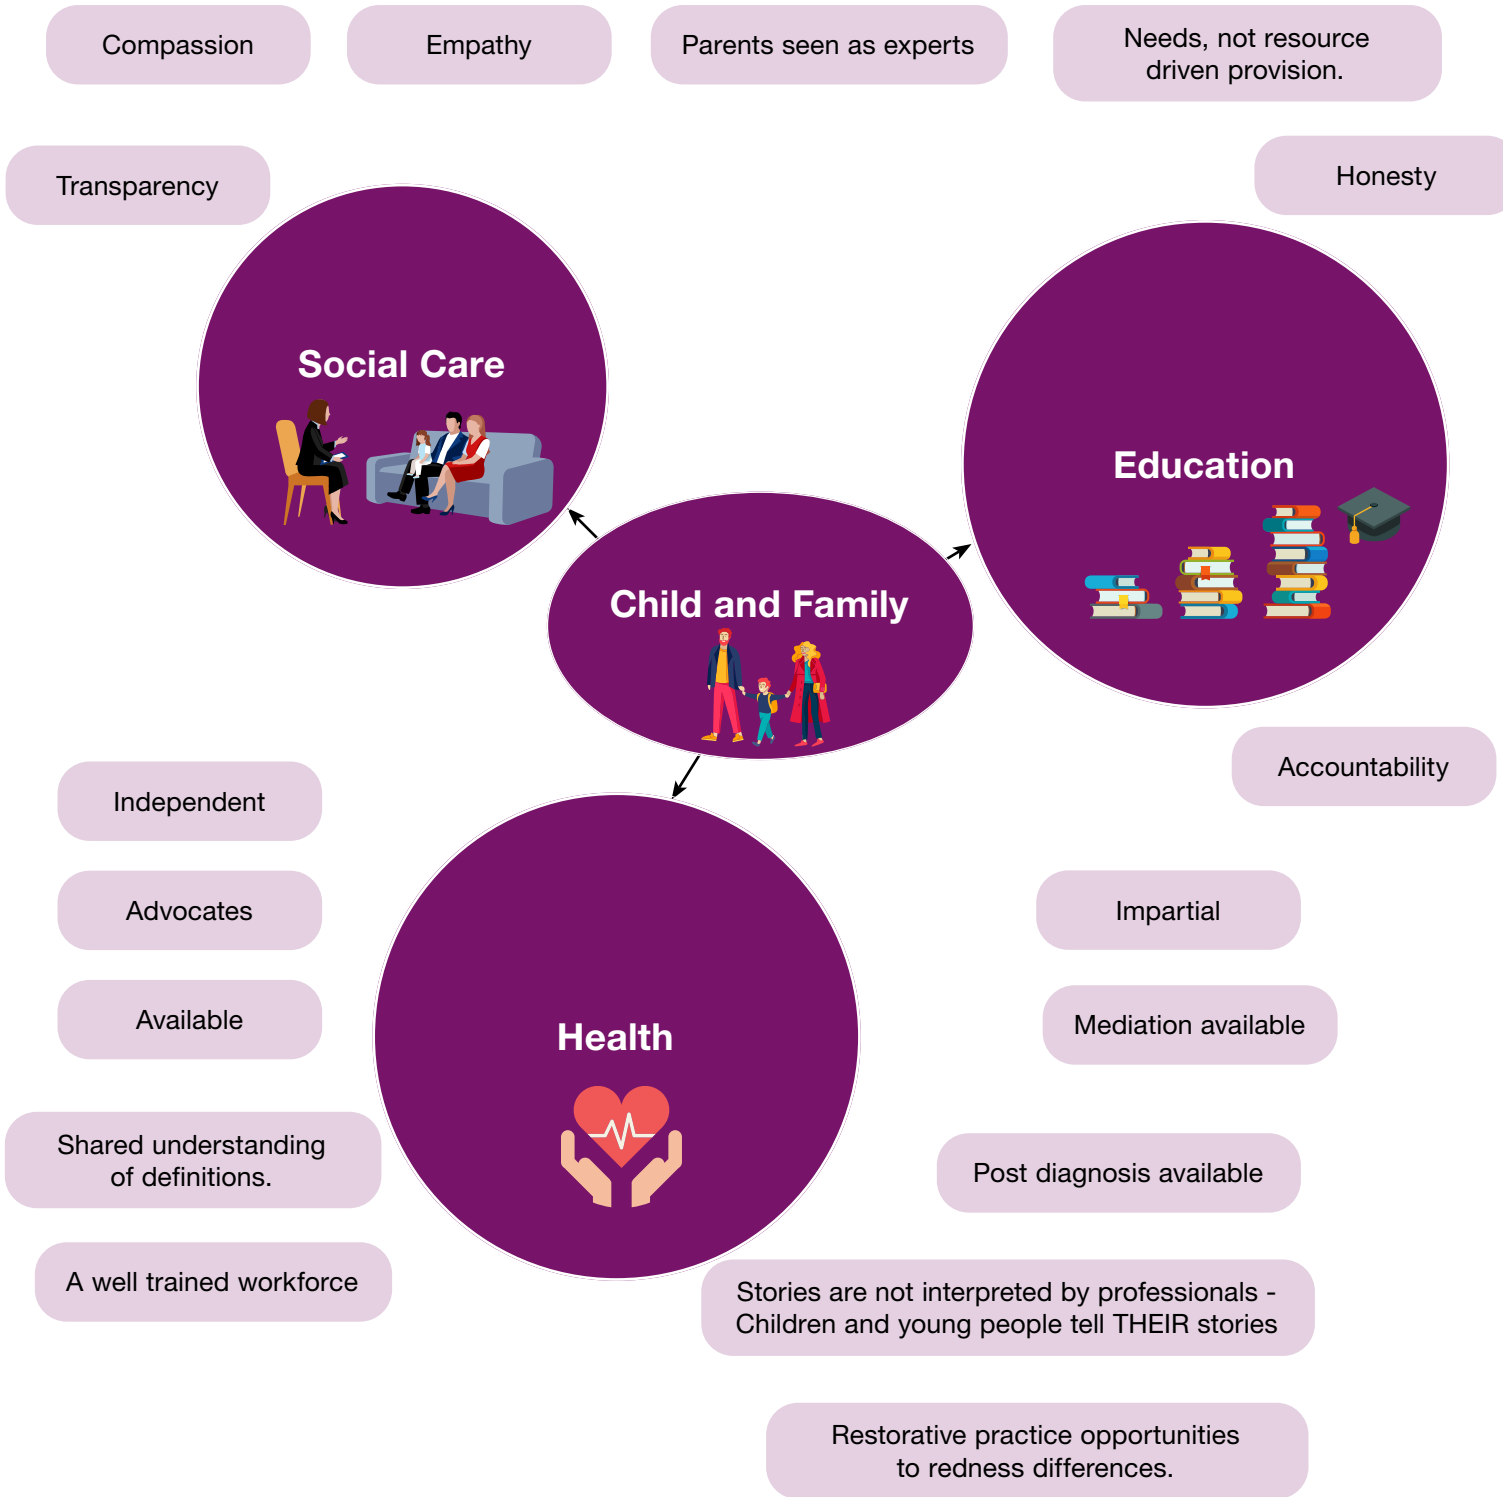 Compassion
Empathy
Parents seen as experts
Needs, not resource
driven provision.
Transparency
Honesty
Social Care
Education
Child and Family
Accountability
Independent
Advocates
Impartial
Available
Mediation available
Health
Shared understanding
of definitions.
Post diagnosis available
A well trained workforce
Stories are not interpreted by professionals -
Children and young people tell THEIR stories
Restorative practice opportunities
to redness differences.